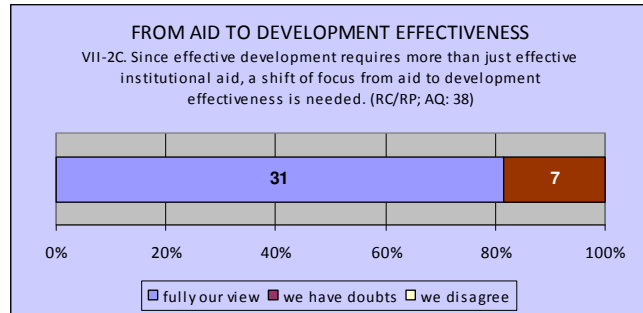 FROM AID TO DEVELOPMENT EFFECTIVENESS
VII-2C. Since effective development requires more than just effective
institutional aid, a shift of focus from aid to development
effectiveness is needed. (RC/RP; AQ: 38)
31
7
0% 20% 40% 60% 80% 100%
fully our view we have doubts we disagree